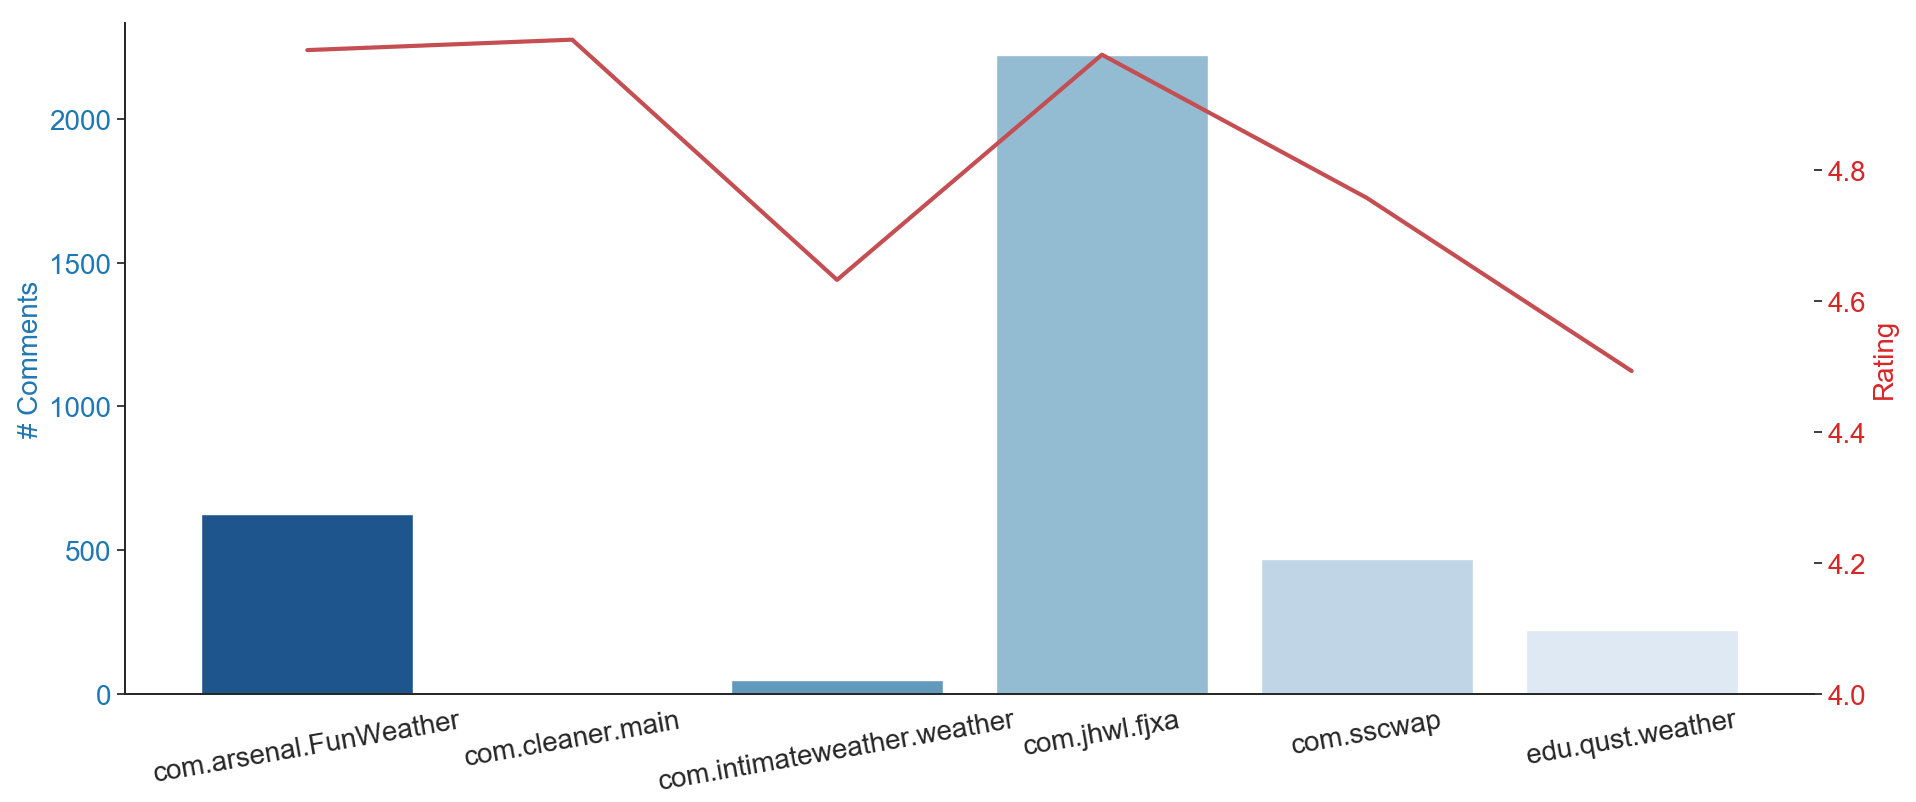 # Comments
2000
1500
1000
500
0
4.8
4.6
4.4
4.2
4.0
Rating
com.arsenal.FunWeather
com.cleaner.main
com.intimateweather.weather
com.jhwl.fjxa
com.sscwap
edu.qust.weather